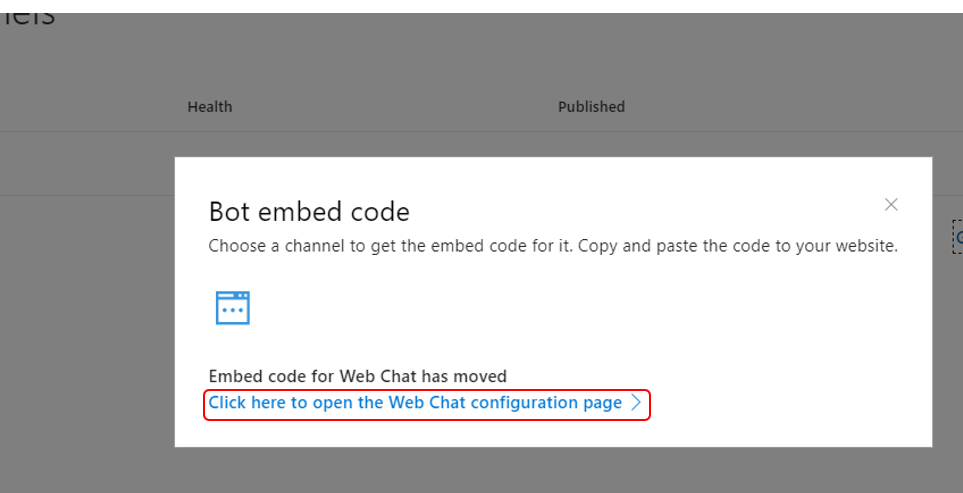 Health
Published
Bot embed code
Choose a channel to get the embed code for it. Copy and paste the code to your website.
Embed code for Web Chat has moved
Click here to open the Web Chat configuration page >